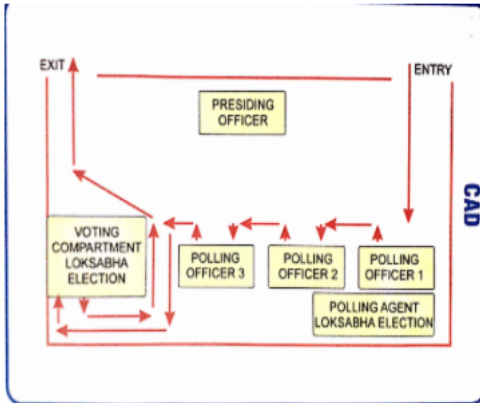 EXIT
ENTRY
PRESIDING
OFFICER
CAD
VOTING
COMPARTMENT
LOKSABHA
ELECTION
POLLING
OFFICER 3
POLLING
OFFICER 2
POLLING
OFFICER 1
POLLING AGENT
LOKSABHA ELECTION